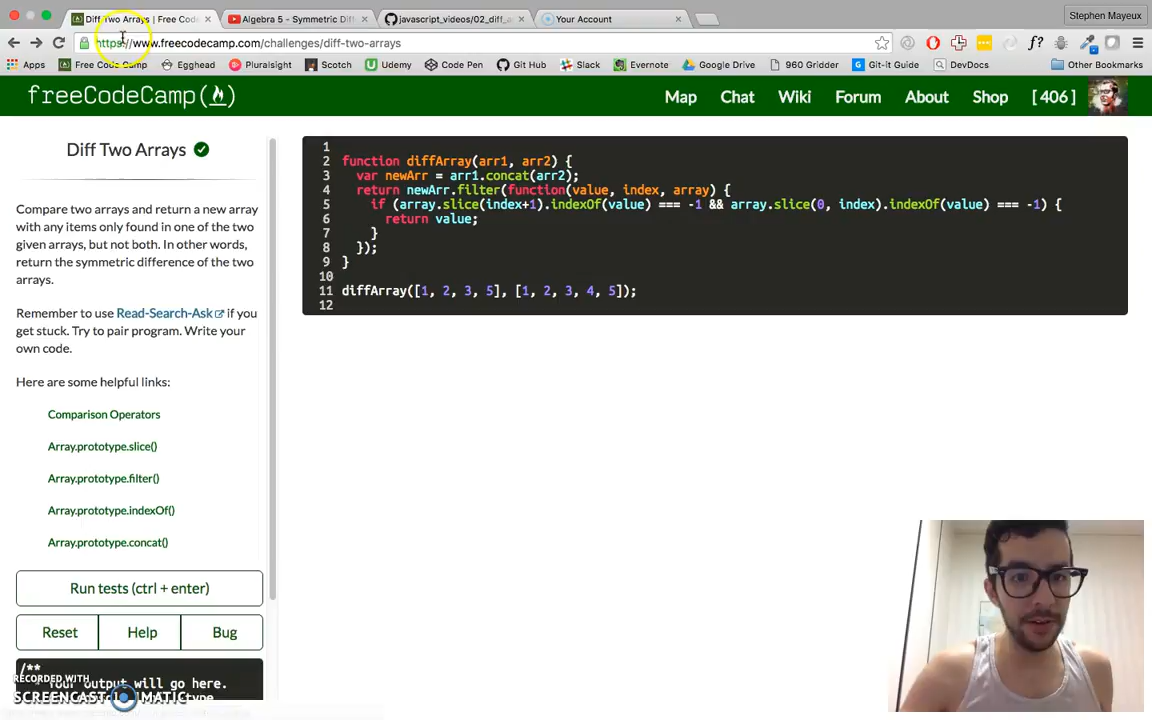 Diff Two Arrays | Free Code
Algebra 5 - Symmetric Dif
javascript_videos/02_diff_a
Your Account
Stephen Mayeux
https://www.freecodecamp.com/challenges/diff-two-arrays
Apps Free Code Camp Egghead Pluralsight Scotch Udemy Code Pen Git Hub Slack Evernote Google Drive 960 Gridder Git-it Guide DevDocs Other Bookmarks
freeCodeCamp
Map Chat Wiki Forum About Shop [ 406 ]
Diff Two Arrays
Compare two arrays and return a new array
with any items only found in one of the two
given arrays, but not both. In other words,
return the symmetric difference of the two
arrays.
Remember to use Read-Search-Ask if you
get stuck. Try to pair program. Write your
own code.
Here are some helpful links:
Comparison Operators
Array.prototype.slice()
Array.prototype.filter()
Array.prototype.indexOf()
Array.prototype.concat()
Run tests (ctrl + enter)
Reset Help Bug
/**
* Your output will go here.
RECORDED WITH
SCREENCAST MATIC
1
2 function diffArray(arr1, arr2) {
3 var newArr = arr1.concat(arr2);
4 return newArr.filter(function(value, index, array) {
5 if (array.slice(index+1).indexOf(value) === -1 && array.slice(0, index).indexOf(value) === -1) {
6 return value;
7 }
8 });
9 }
10
11 diffArray([1, 2, 3, 5], [1, 2, 3, 4, 5]);
12